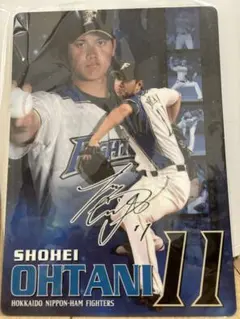 SHOHEI
OHTANI 11
HOKKAIDO NIPPON-HAM FIGHTERS